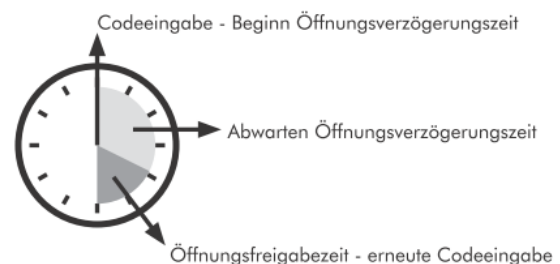 Codeeingabe - Beginn Öffnungsverzögerungszeit
Abwarten Öffnungsverzögerungszeit
Öffnungsfreigabezeit - erneute Codeeingabe